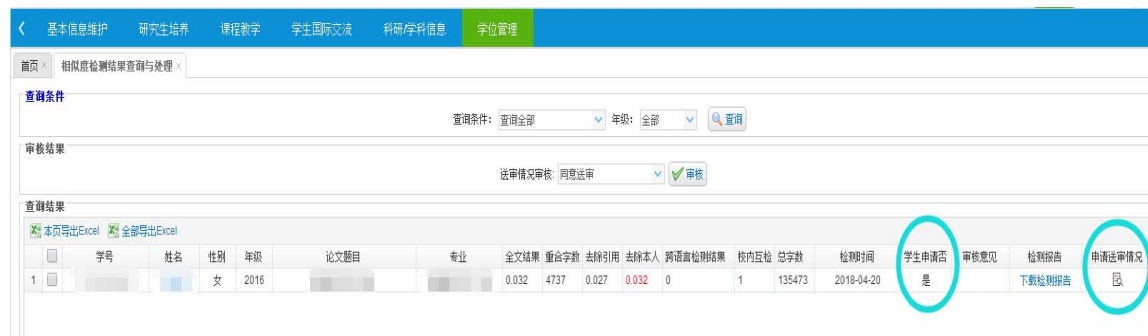 基本信息维护 研究生培养 课程教学 学生国际交流 科研/学科信息 学位管理
首页 × 相似度检测结果查询与处理 ×
查询条件
查询条件: 查询全部 年级: 全部 查询
审核结果
送审情况审核: 同意送审 审核
查询结果
本页导出Excel 全部导出Excel
学号 姓名 性别 年级 论文题目 专业 全文结果 重合字数 去除引用 去除本人 跨语言检测结果 校内互检 总字数 检测时间 学生申请否 审核意见 检测报告 申请送审情况
1 女 2016 0.032 4737 0.027 0.032 0 1 135473 2018-04-20 是 下载检测报告